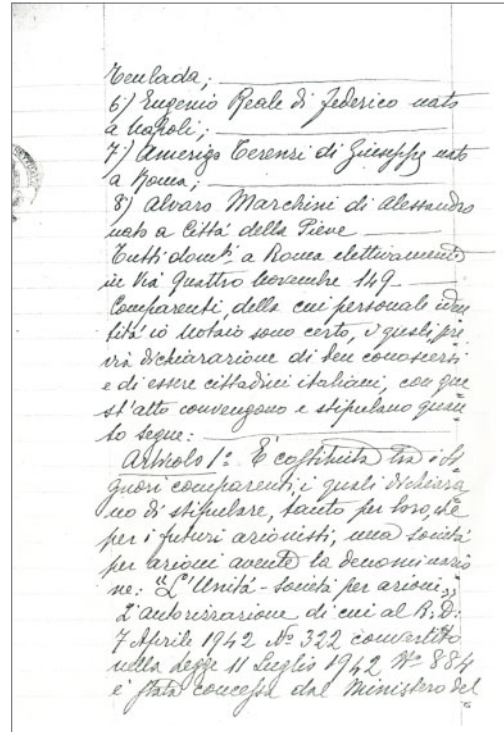 Teulada;
6) Eugenio Reale di Federico nato
a Napoli;
7) Amerigo Terenzi di Giuseppe nato
a Roma;
8) Alvaro Marchini di Alessandro
nato a Città della Pieve
Tutti dom.ti a Roma elettivamente
in Via Quattro Novembre 149
Comparenti, della cui personale iden
tità io Notaio sono certo, i quali, pre
via dichiarazione di ben conoscersi
e di essere cittadini italiani, con que
st'atto convengono e stipulano quan
to segue:
Articolo 1º È costituita tra i Si
gnori comparenti, i quali dichiara
no di stipulare, tanto per loro, che
per i futuri azionisti, una società
per azioni avente la denominazio
ne: "L'Unità - società per azioni„
L'autorizzazione di cui al R.D.
7 Aprile 1942 Nº 322 convertito
nella legge 11 Luglio 1942 Nº 884
è stata concessa dal Ministero del